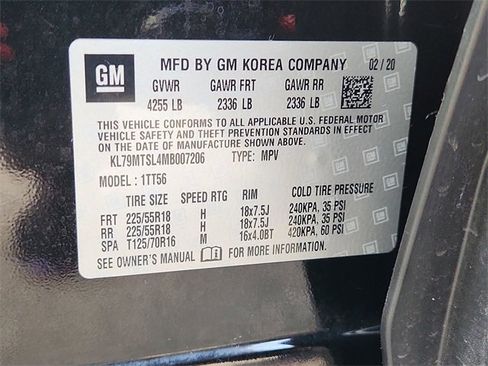 GM MFD BY GM KOREA COMPANY 02/20
GVWR GAWR FRT GAWR RR
4255 LB 2336 LB 2336 LB
THIS VEHICLE CONFORMS TO ALL APPLICABLE U.S. FEDERAL MOTOR
VEHICLE SAFETY AND THEFT PREVENTION STANDARDS IN EFFECT ON THE
DATE OF MANUFACTURE SHOWN ABOVE.
KL79MTSL4MB007206 TYPE: MPV
MODEL: 1TT56
TIRE SIZE SPEED RTG RIM COLD TIRE PRESSURE
FRT 225/55R18 H 18x7.5J 240KPA, 35 PSI
RR 225/55R18 H 18x7.5J 240KPA, 35 PSI
SPA T125/70R16 M 16x4.0BT 420KPA, 60 PSI
SEE OWNER'S MANUAL FOR MORE INFORMATION.